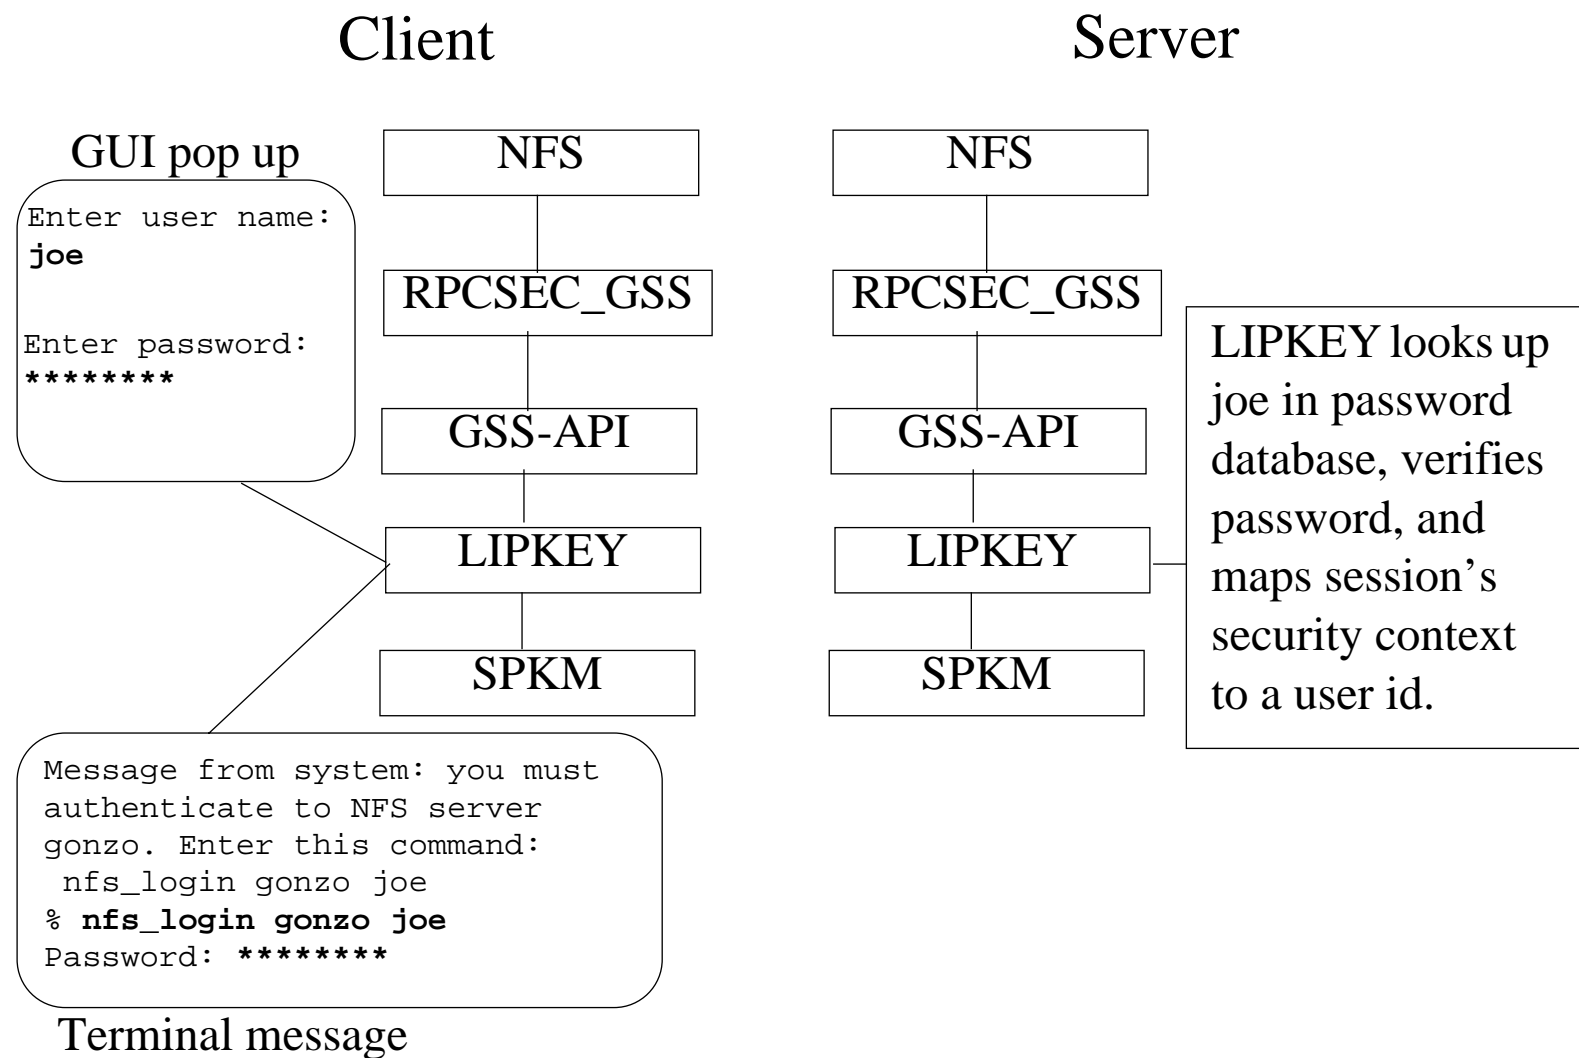 Client
Server
GUI pop up
Enter user name:
joe
Enter password:
********
NFS
RPCSEC_GSS
GSS-API
LIPKEY
SPKM
Message from system: you must
authenticate to NFS server
gonzo. Enter this command:
nfs_login gonzo joe
% nfs_login gonzo joe
Password: ********
Terminal message
NFS
RPCSEC_GSS
GSS-API
LIPKEY
SPKM
LIPKEY looks up
joe in password
database, verifies
password, and
maps session’s
security context
to a user id.